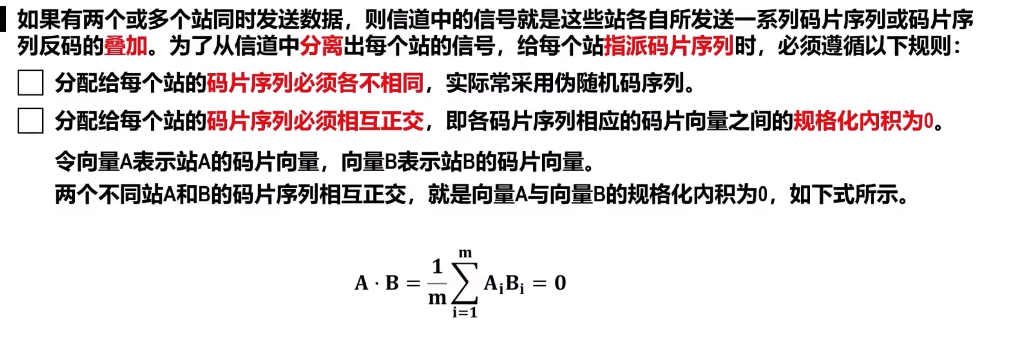 如果有两个或多个站同时发送数据，则信道中的信号就是这些站各自所发送一系列码片序列或码片序
列反码的叠加。为了从信道中分离出每个站的信号，给每个站指派码片序列时，必须遵循以下规则：
分配给每个站的码片序列必须各不相同，实际常采用伪随机码序列。
分配给每个站的码片序列必须相互正交，即各码片序列相应的码片向量之间的规格化内积为0。
令向量A表示站A的码片向量，向量B表示站B的码片向量。
两个不同站A和B的码片序列相互正交，就是向量A与向量B的规格化内积为0，如下式所示。
A · B = 1/m ∑_{i=1}^{m} A_i B_i = 0